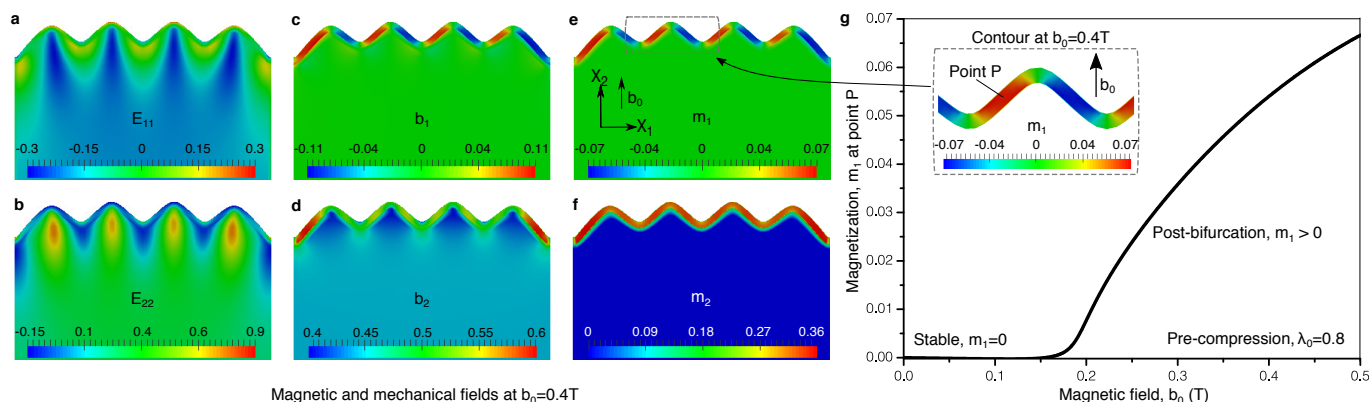 a
E11
-0.3 -0.15 0 0.15 0.3
b
E22
-0.15 0.1 0.4 0.6 0.9
c
b1
-0.11 -0.04 0 0.04 0.11
d
b2
0.4 0.47 0.5 0.55 0.6
e
X2
b0
X1
m1
-0.07 -0.04 0 0.04 0.07
f
m2
0 0.09 0.18 0.27 0.36
Magnetic and mechanical fields at b0=0.4T
g
Magnetization, m1 at point P
0.07
0.06
0.05
0.04
0.03
0.02
0.01
0.00
Contour at b0=0.4T
Point P
b0
m1
-0.07 -0.04 0 0.04 0.07
Post-bifurcation, m1 > 0
Stable, m1=0
Pre-compression, λ0=0.8
0.0 0.1 0.2 0.3 0.4 0.5
Magnetic field, b0 (T)